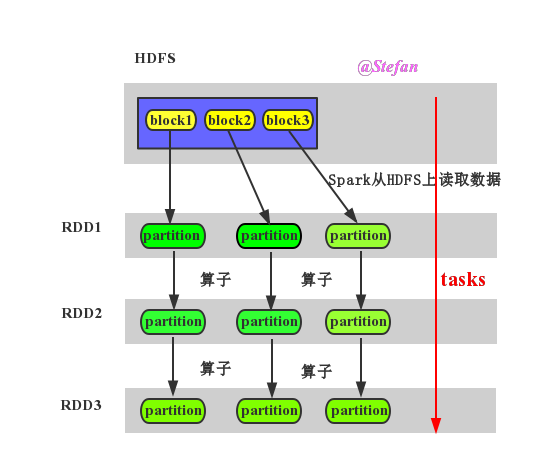 HDFS
@Stefan
block1 block2 block3
Spark从HDFS上读取数据
RDD1
partition partition partition
算子 算子
tasks
RDD2
partition partition partition
算子 算子
RDD3
partition partition partition